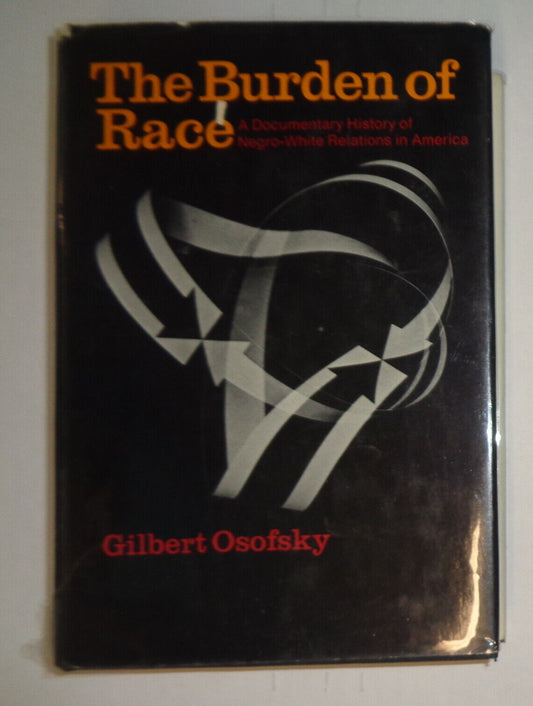 The Burden of
Race
A Documentary History of
Negro-White Relations in America
Gilbert Osofsky